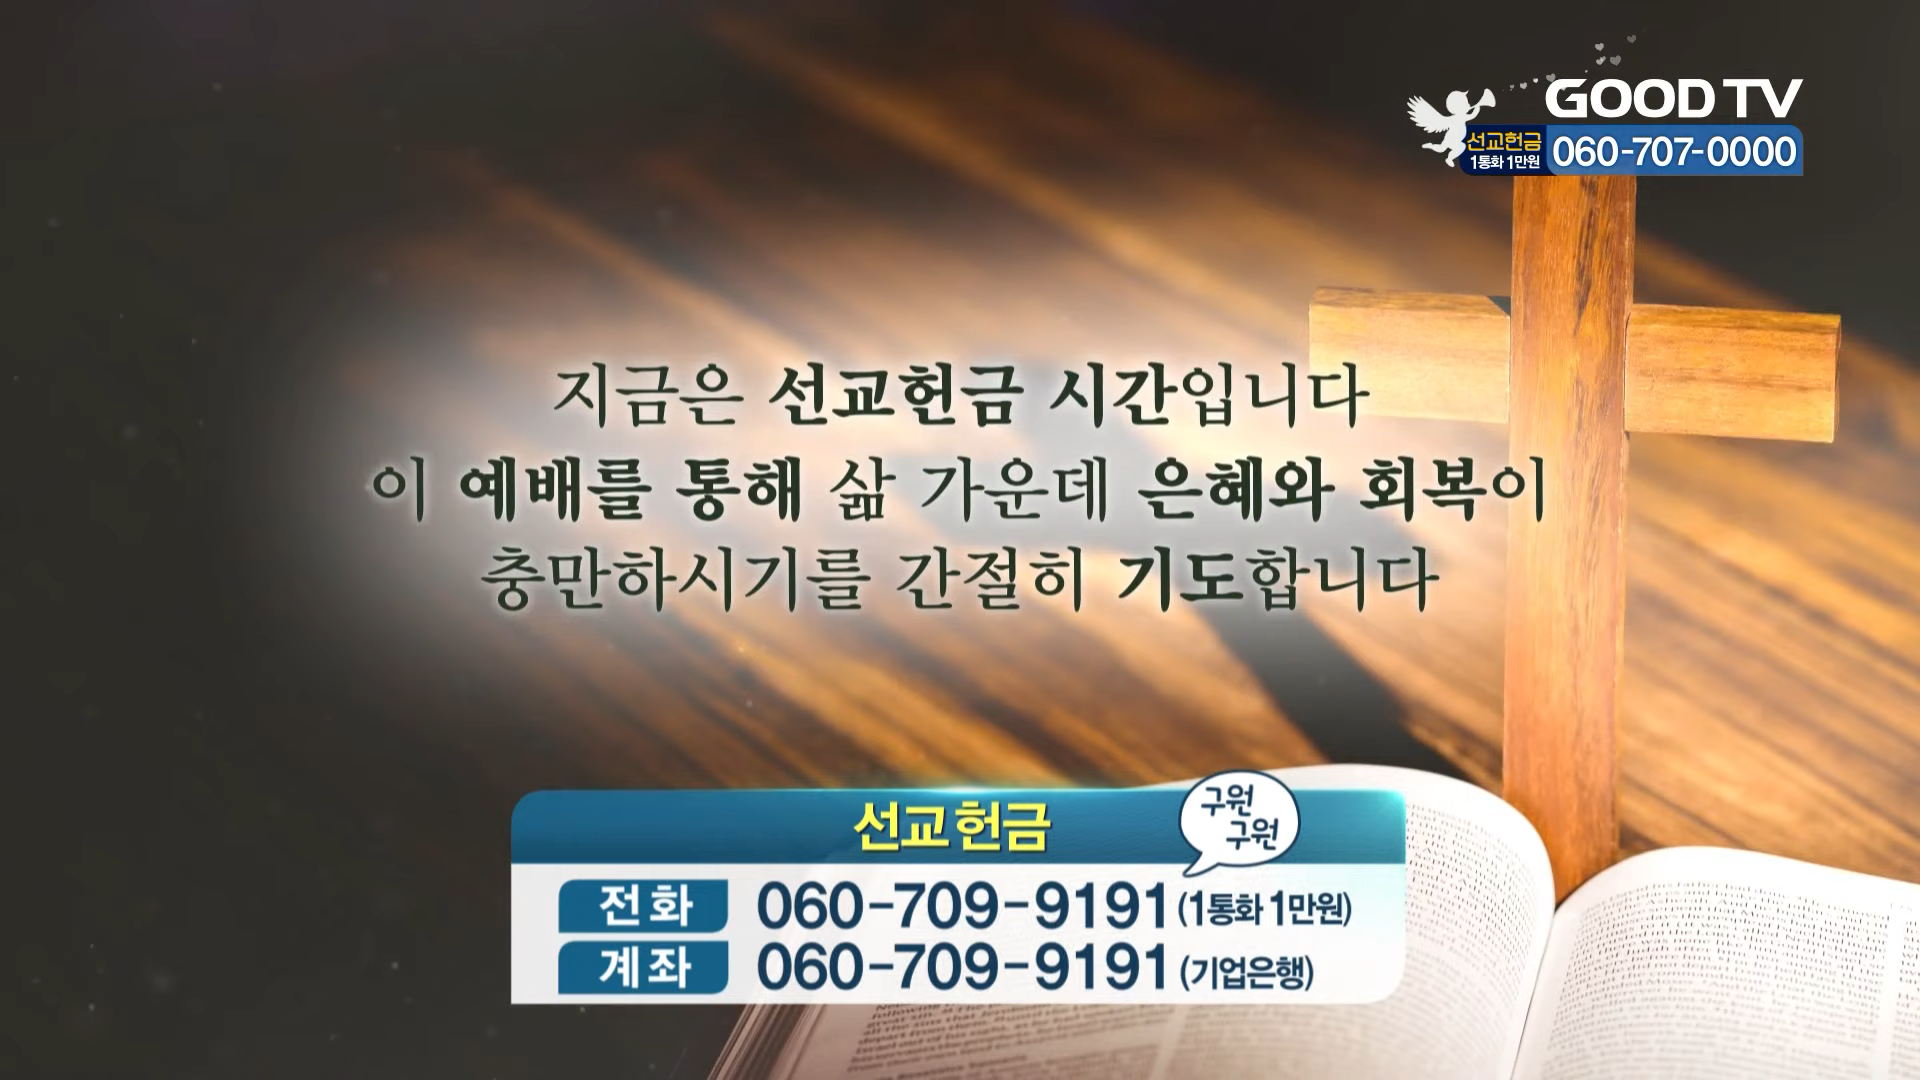 GOOD TV
선교헌금
1통화 1만원
060-707-0000
지금은 선교헌금 시간입니다
이 예배를 통해 삶 가운데 은혜와 회복이
충만하시기를 간절히 기도합니다
선교헌금
구원
구원
전화 060-709-9191 (1통화 1만원)
계좌 060-709-9191 (기업은행)